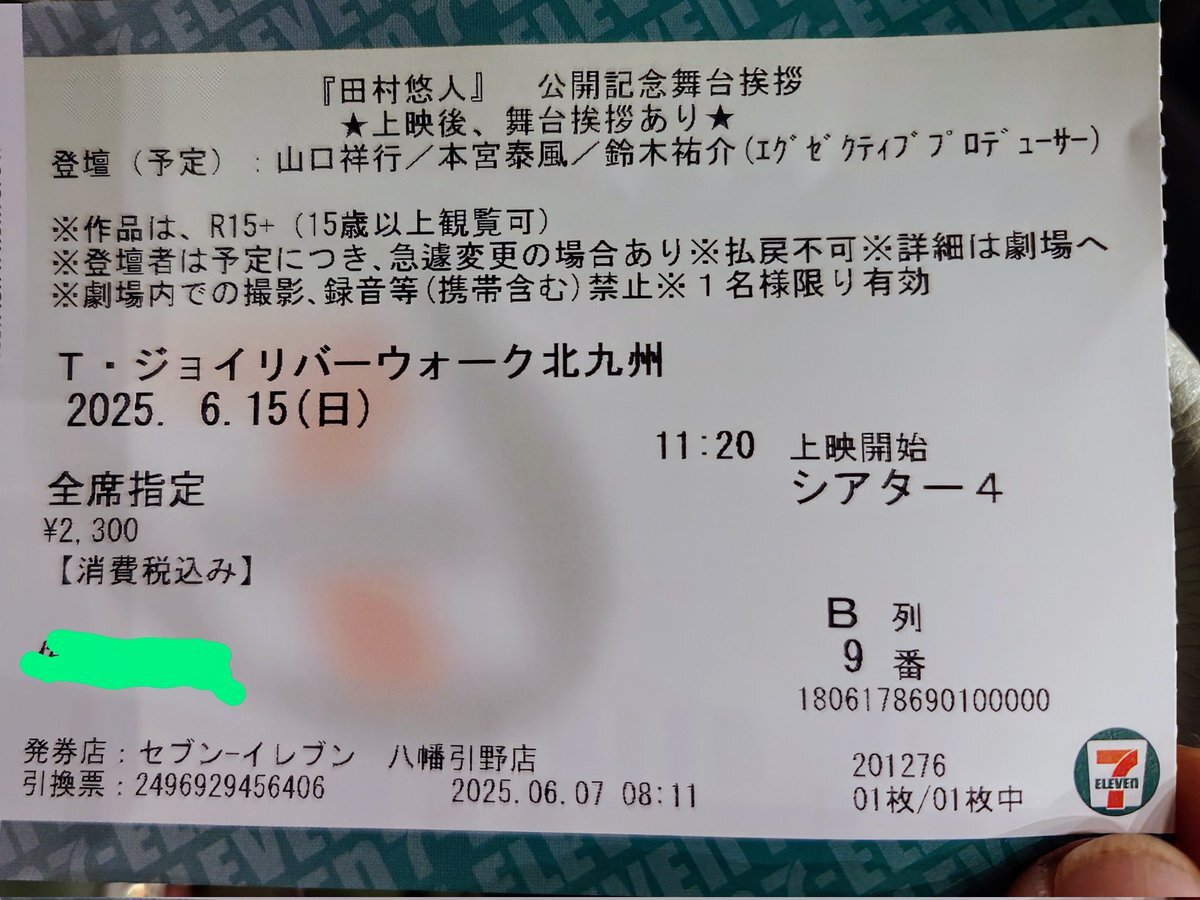 『田村悠人』 公開記念舞台挨拶
★上映後、舞台挨拶あり★
登壇（予定）：山口祥行／本宮泰風／鈴木祐介(ｴｸﾞｾﾞｸﾃｨﾌﾞﾌﾟﾛﾃﾞｭｰｻｰ)
※作品は、R15+（15歳以上観覧可）
※登壇者は予定につき､急遽変更の場合あり※払戻不可※詳細は劇場へ
※劇場内での撮影､録音等(携帯含む)禁止※１名様限り有効
Ｔ・ジョイリバーウォーク北九州
2025. 6.15(日)
11:20 上映開始
シアター４
全席指定
¥2,300
【消費税込み】
B 列
9 番
1806178690100000
発券店：セブン-イレブン 八幡引野店
引換票：2496929456406 2025.06.07 08:11
201276
01枚/01枚中
7 ELEVEN
7-ELEVEN